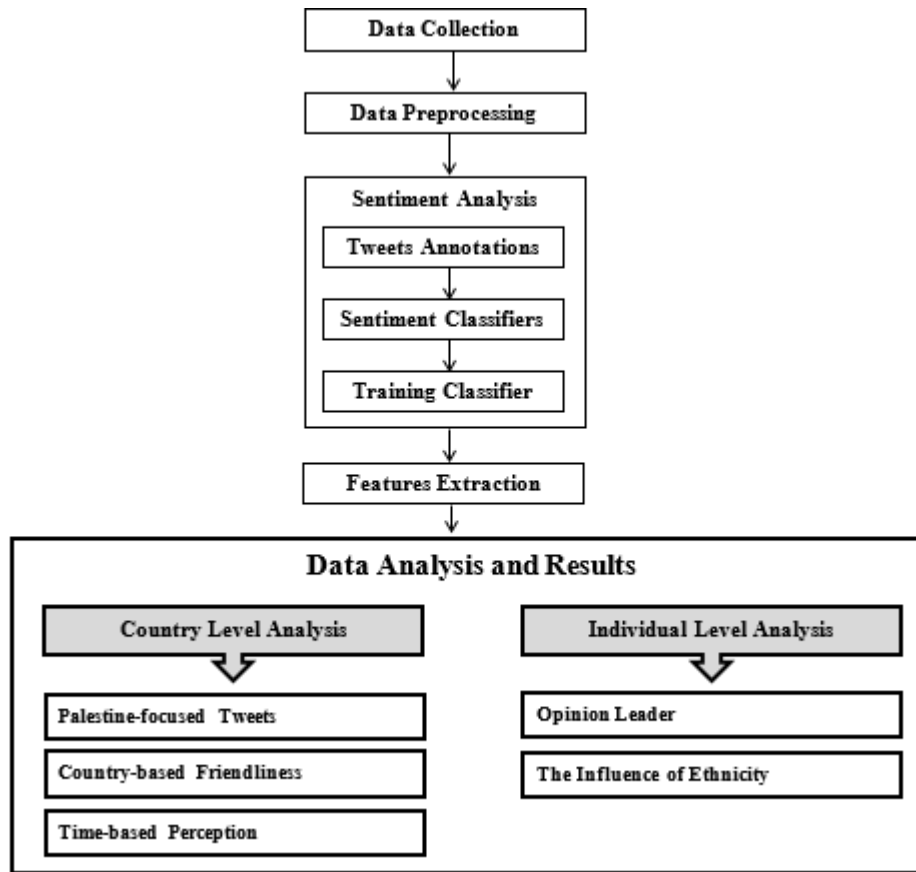 Data Collection
Data Preprocessing
Sentiment Analysis
Tweets Annotations
Sentiment Classifiers
Training Classifier
Features Extraction
Data Analysis and Results
Country Level Analysis
Palestine-focused Tweets
Country-based Friendliness
Time-based Perception
Individual Level Analysis
Opinion Leader
The Influence of Ethnicity